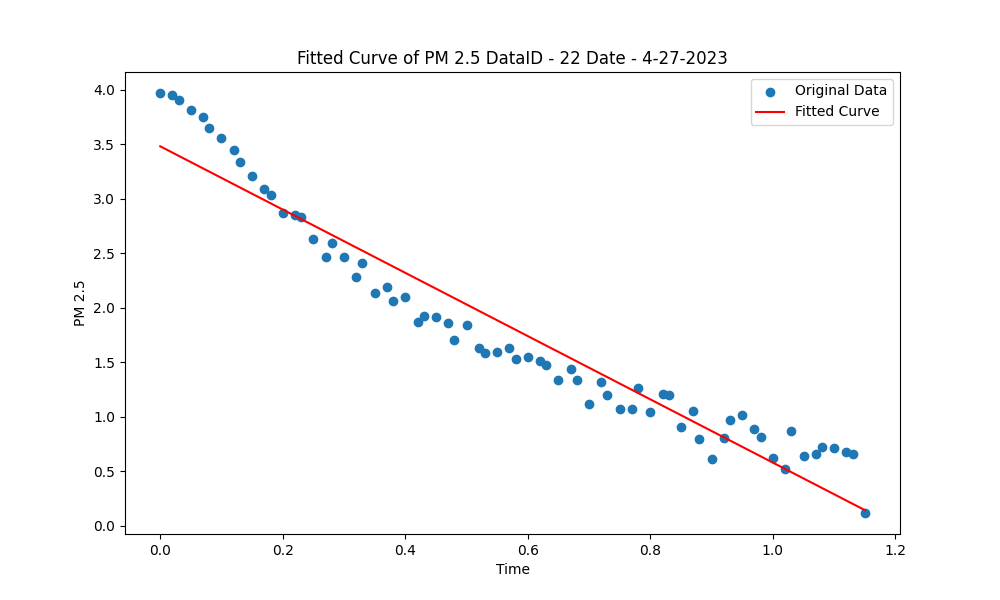 Fitted Curve of PM 2.5 DataID - 22 Date - 4-27-2023
Original Data
Fitted Curve
4.0
3.5
3.0
2.5
2.0
1.5
1.0
0.5
0.0
PM 2.5
0.0 0.2 0.4 0.6 0.8 1.0 1.2
Time